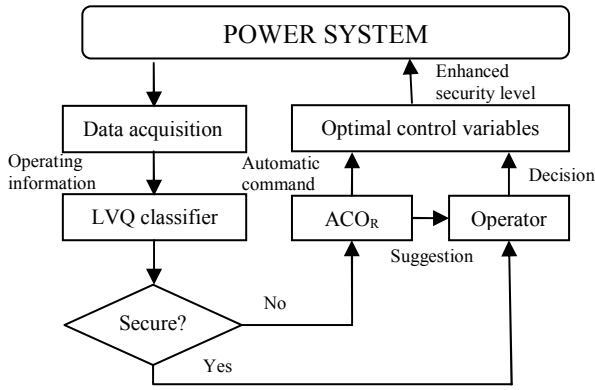 POWER SYSTEM
Enhanced
security level
Data acquisition
Optimal control variables
Operating
information
Automatic
command
Decision
LVQ classifier
ACOR
Operator
Suggestion
No
Secure?
Yes